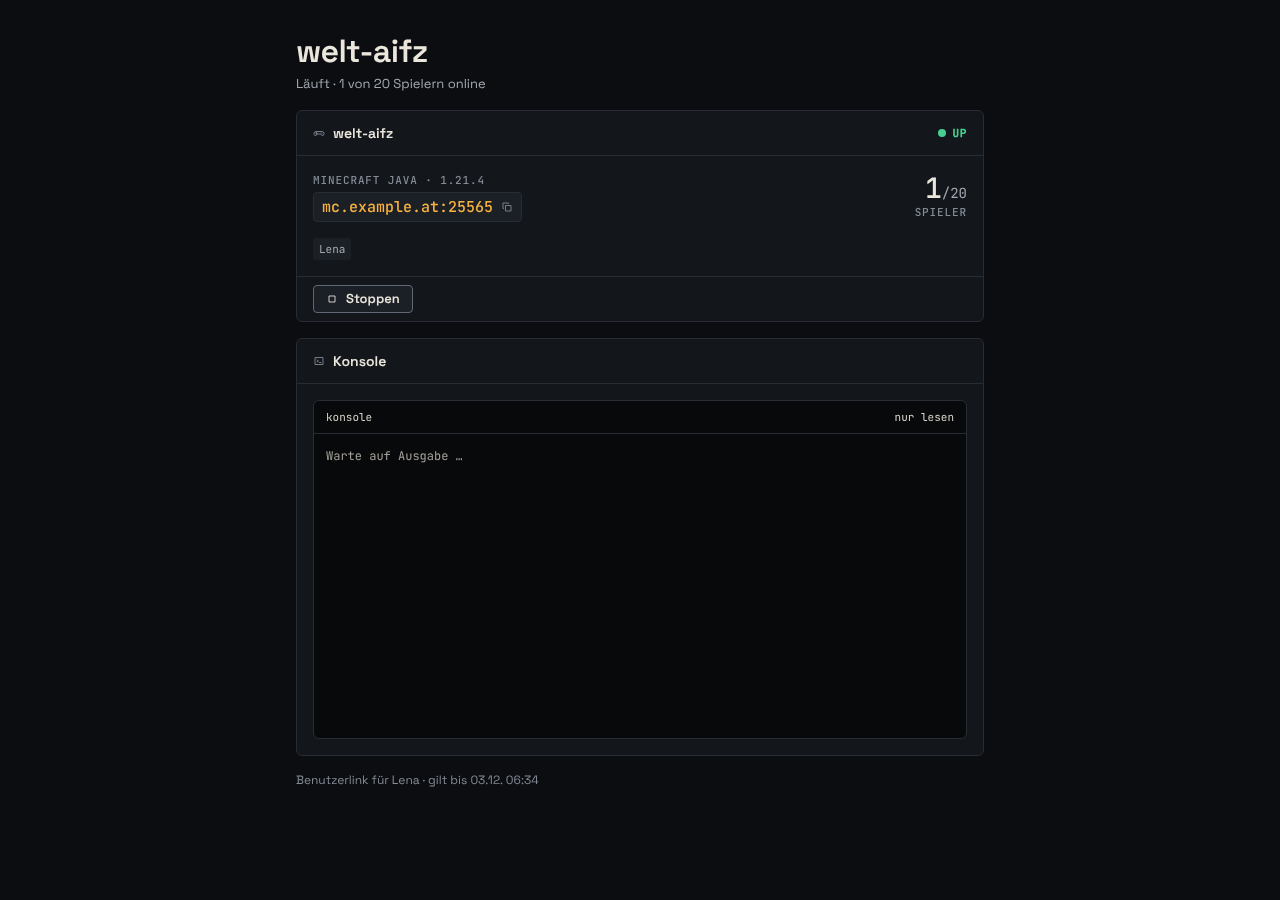 welt-aifz
Läuft · 1 von 20 Spielern online
welt-aifz
UP
MINECRAFT JAVA · 1.21.4
mc.example.at:25565
1/20
SPIELER
Lena
Stoppen
Konsole
konsole
nur lesen
Warte auf Ausgabe …
Benutzerlink für Lena · gilt bis 03.12. 06:34